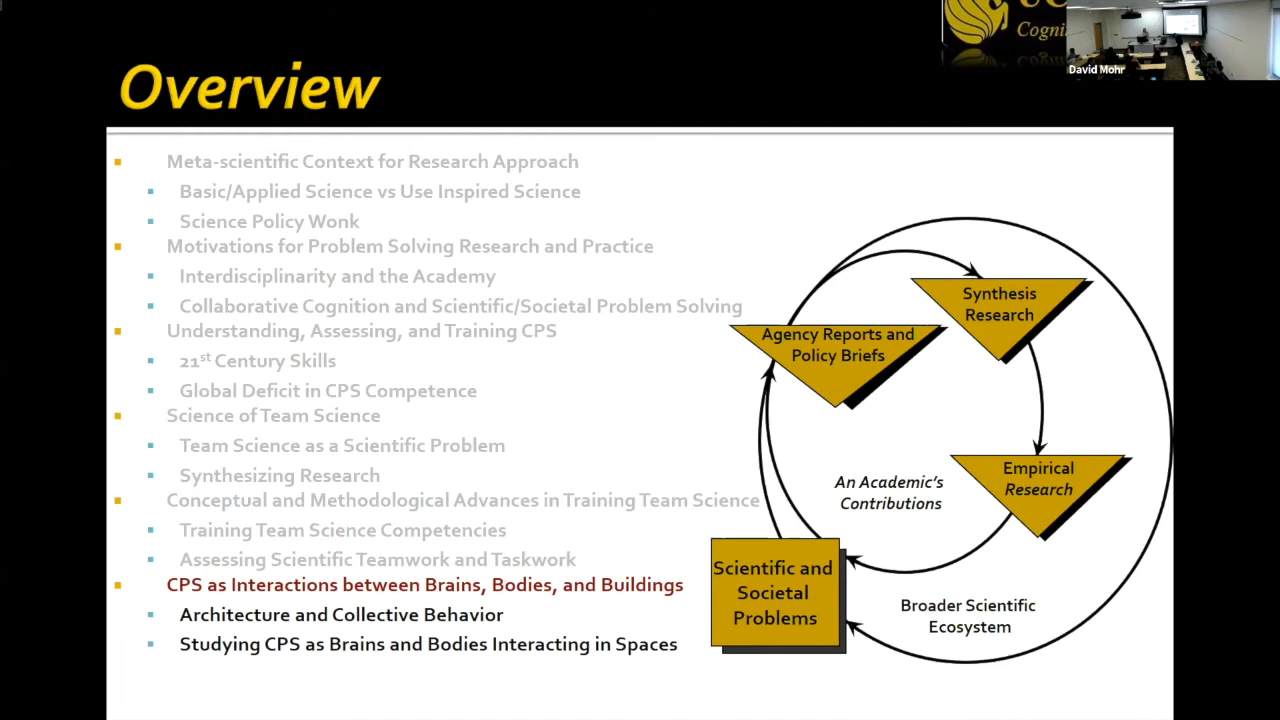 Overview
Cogni
David Mohr
Meta-scientific Context for Research Approach
Basic/Applied Science vs Use Inspired Science
Science Policy Wonk
Motivations for Problem Solving Research and Practice
Interdisciplinarity and the Academy
Collaborative Cognition and Scientific/Societal Problem Solving
Understanding, Assessing, and Training CPS
21st Century Skills
Global Deficit in CPS Competence
Science of Team Science
Team Science as a Scientific Problem
Synthesizing Research
Conceptual and Methodological Advances in Training Team Science
Training Team Science Competencies
Assessing Scientific Teamwork and Taskwork
CPS as Interactions between Brains, Bodies, and Buildings
Architecture and Collective Behavior
Studying CPS as Brains and Bodies Interacting in Spaces
Synthesis
Research
Agency Reports and
Policy Briefs
Empirical
Research
An Academic's
Contributions
Scientific and
Societal
Problems
Broader Scientific
Ecosystem